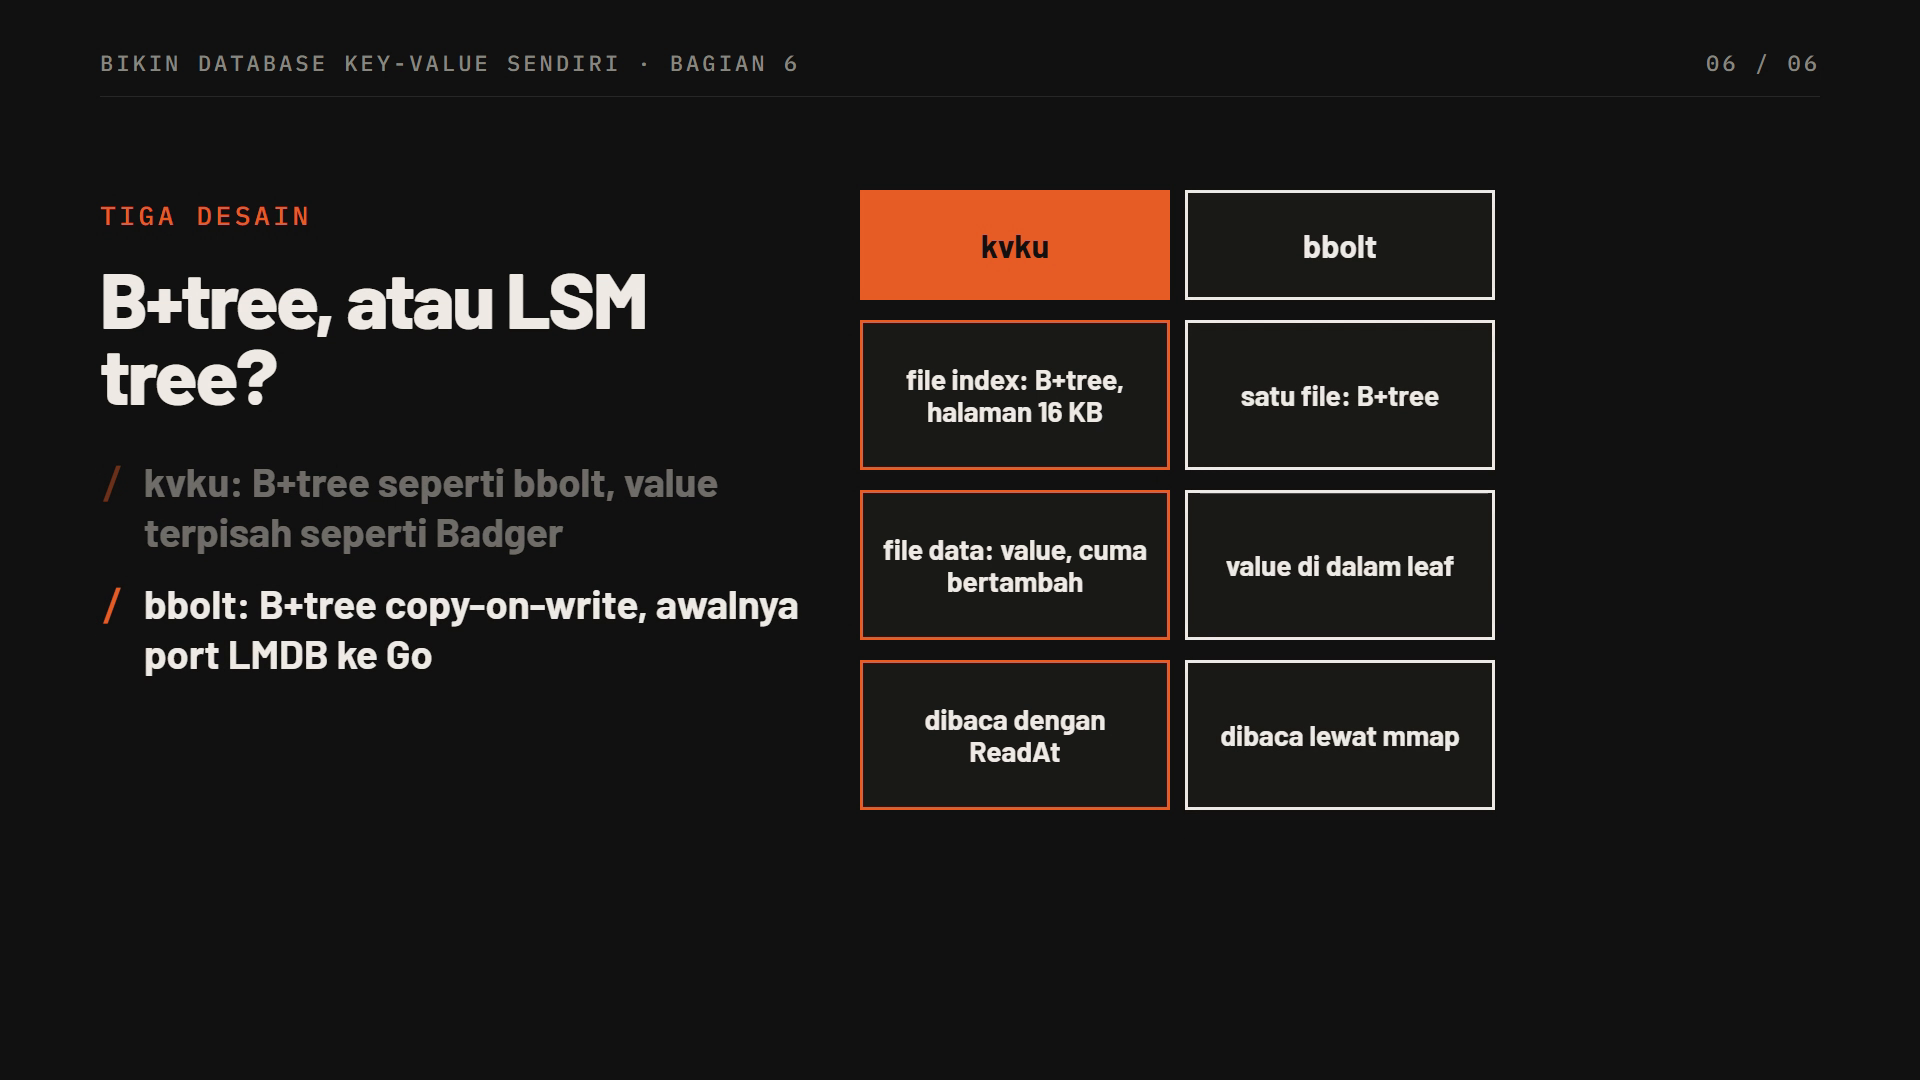 BIKIN DATABASE KEY-VALUE SENDIRI · BAGIAN 6
06 / 06
TIGA DESAIN
B+tree, atau LSM
tree?
/ kvku: B+tree seperti bbolt, value
terpisah seperti Badger
/ bbolt: B+tree copy-on-write, awalnya
port LMDB ke Go
kvku
bbolt
file index: B+tree,
halaman 16 KB
satu file: B+tree
file data: value, cuma
bertambah
value di dalam leaf
dibaca dengan
ReadAt
dibaca lewat mmap